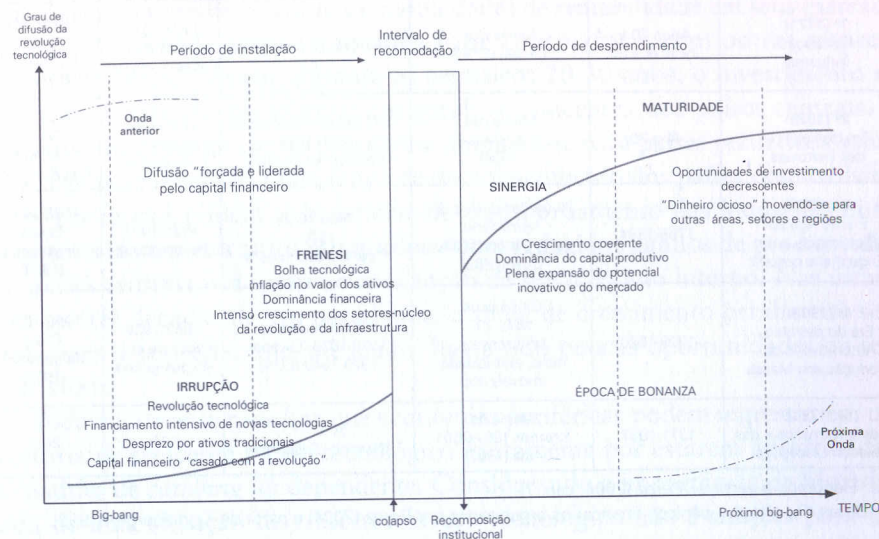 Grau de
difusão da
revolução
tecnológica
Período de instalação
Intervalo de
recomodação
Período de desprendimento
Onda
anterior
MATURIDADE
Difusão "forçada e liderada
pelo capital financeiro
SINERGIA
Oportunidades de investimento
decrescentes
"Dinheiro ocioso" movendo-se para
outras áreas, setores e regiões
FRENESI
Bolha tecnológica
Inflação no valor dos ativos
Dominância financeira
Intenso crescimento dos setores-núcleo
da revolução e da infraestrutura
Crescimento coerente
Dominância do capital produtivo
Plena expansão do potencial
inovativo e do mercado
IRRUPÇÃO
Revolução tecnológica
Financiamento intensivo de novas tecnologias
Desprezo por ativos tradicionais
Capital financeiro "casado com a revolução"
ÉPOCA DE BONANZA
Próxima
Onda
Big-bang
colapso
Recomposição
institucional
Próximo big-bang
TEMPO